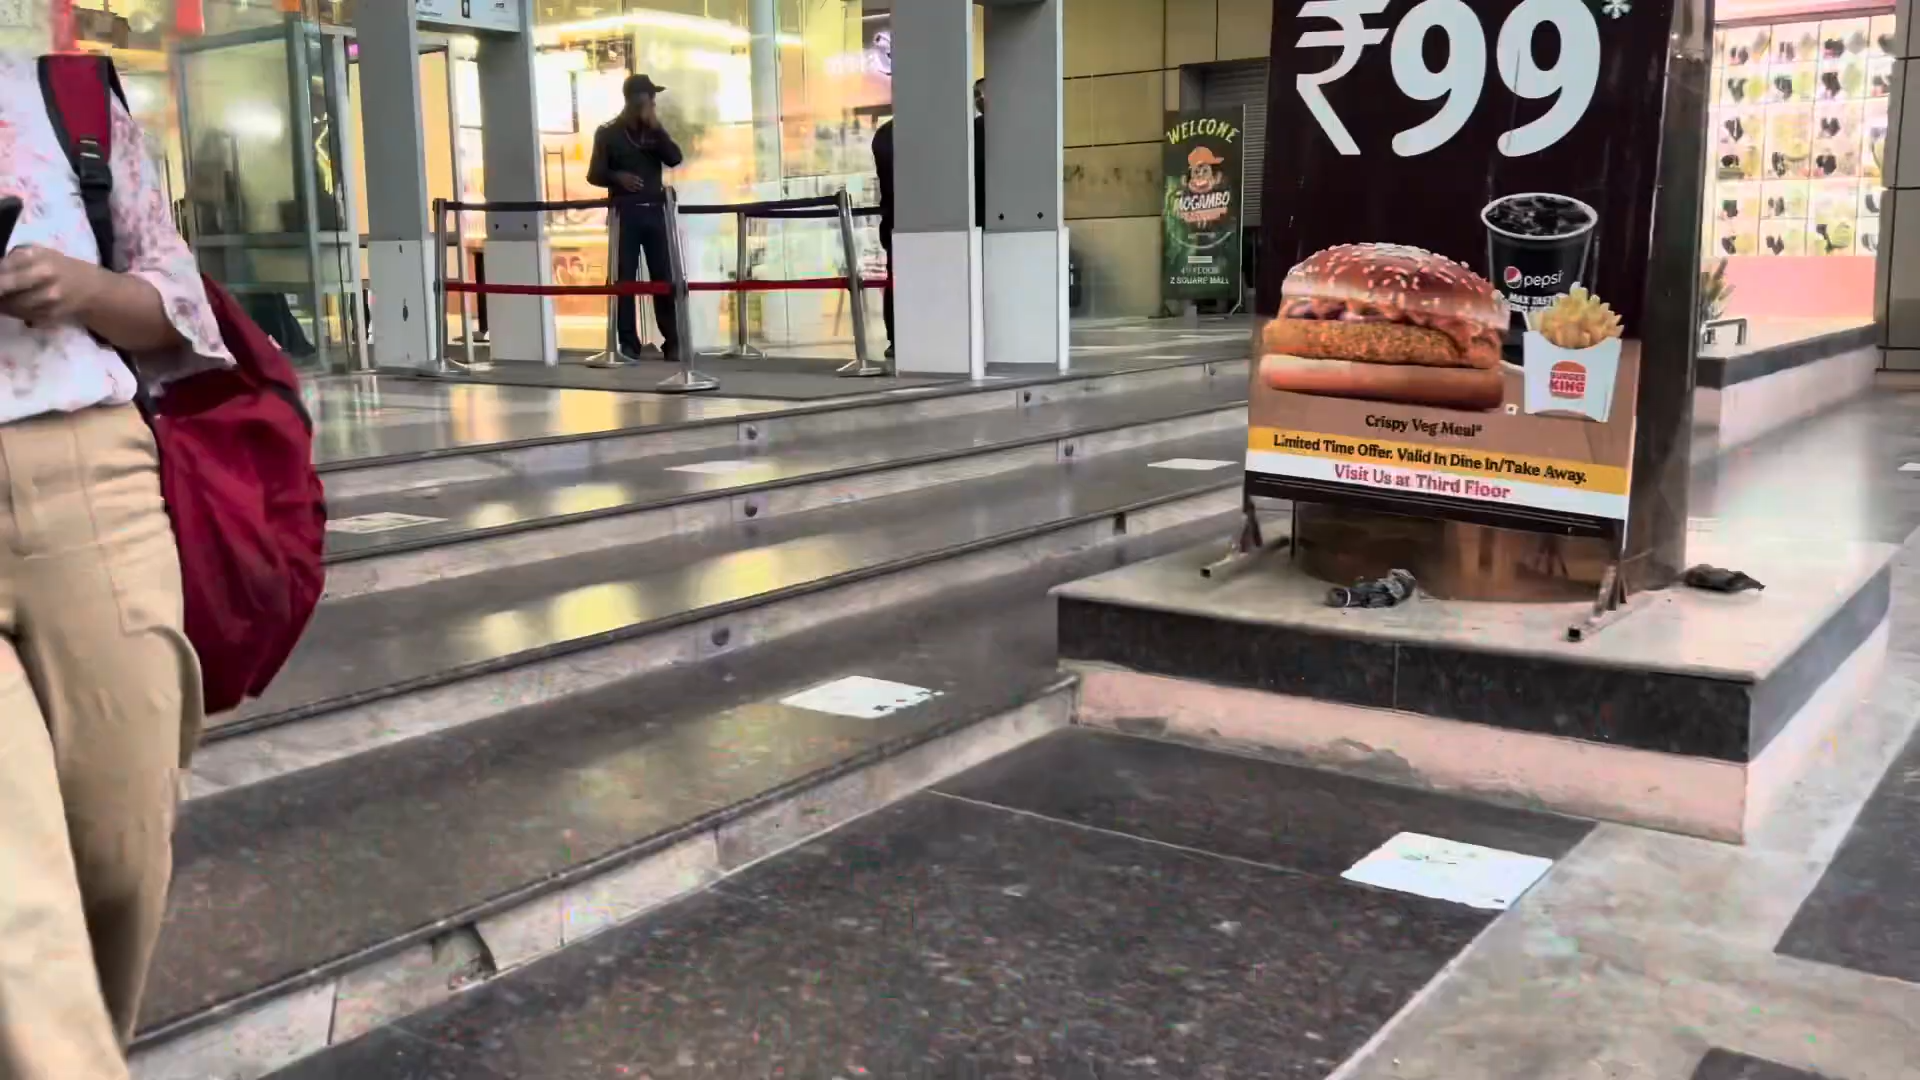 ₹99*
pepsi
MAX TASTE
BURGER
KING
Crispy Veg Meal*
Limited Time Offer. Valid In Dine In/Take Away.
Visit Us at Third Floor
WELCOME
MOGAMBO
Z SQUARE MALL